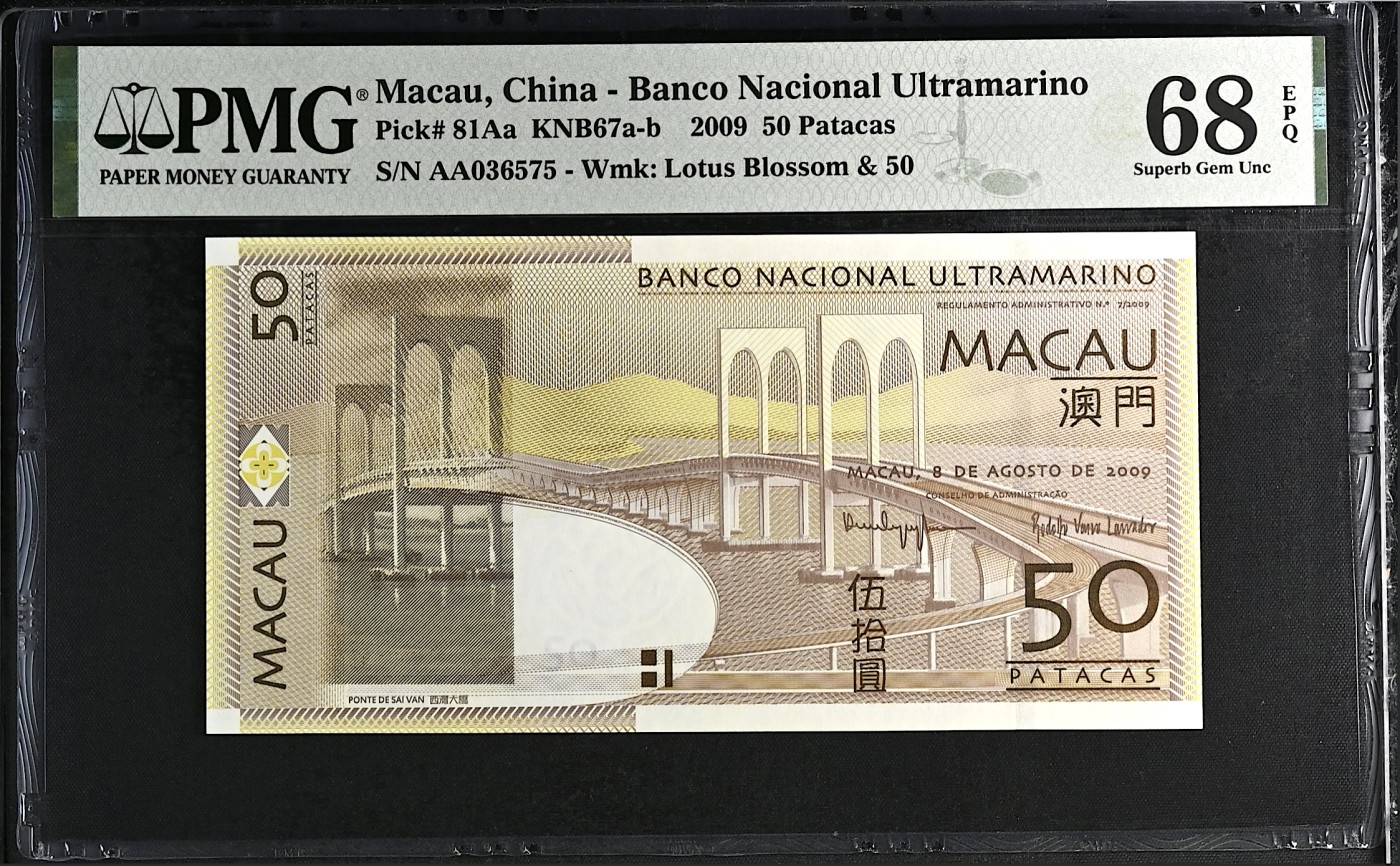 PMG®
PAPER MONEY GUARANTY
Macau, China - Banco Nacional Ultramarino
Pick# 81Aa KNB67a-b 2009 50 Patacas
S/N AA036575 - Wmk: Lotus Blossom & 50
68
EPQ
Superb Gem Unc
50
PATACAS
MACAU
BANCO NACIONAL ULTRAMARINO
REGULAMENTO ADMINISTRATIVO N.º 7/2009
MACAU
澳門
MACAU, 8 DE AGOSTO DE 2009
CONSELHO DE ADMINISTRAÇÃO
伍拾圓
50
PATACAS
PONTE DE SAI VAN 西灣大橋